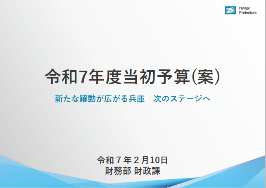 Hyogo
Prefecture
令和7年度当初予算(案)
新たな躍動が広がる兵庫　次のステージへ
令和７年２月10日
財務部 財政課